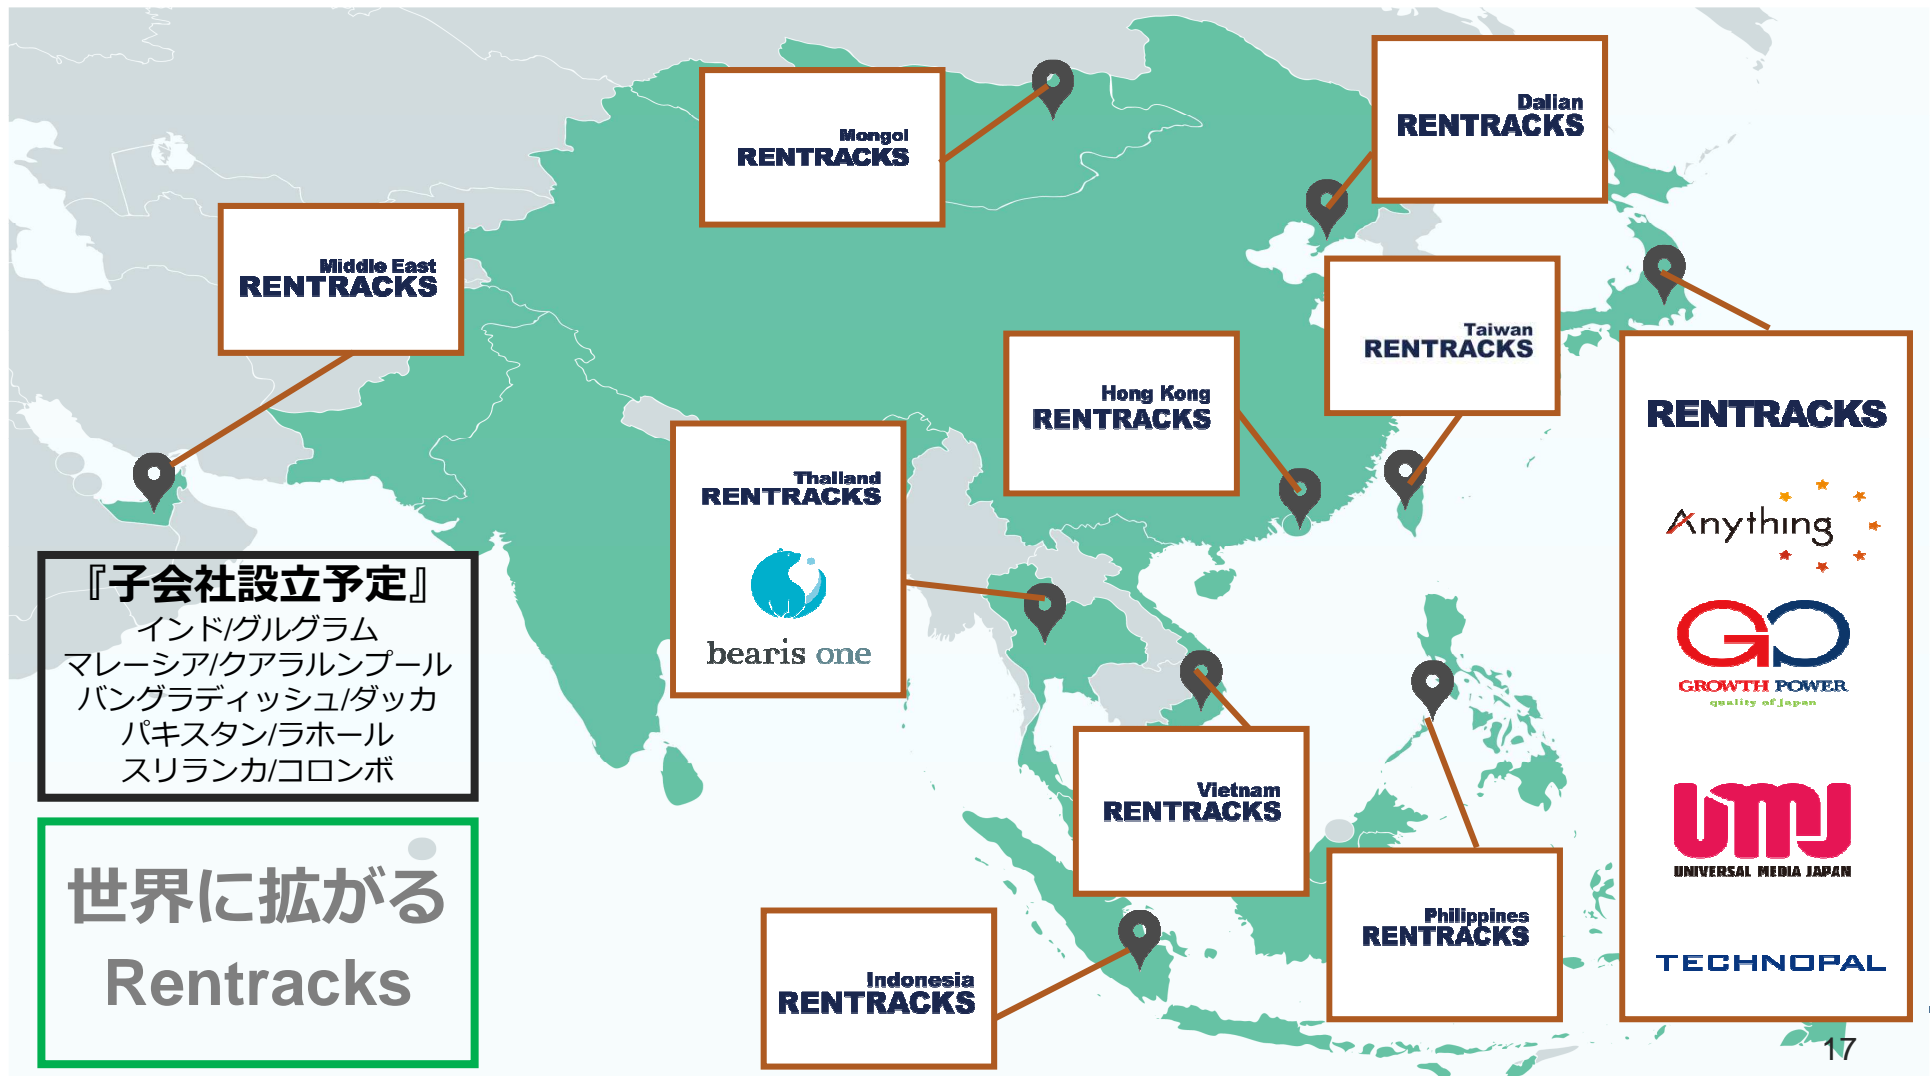 Mongol
RENTRACKS
Dalian
RENTRACKS
Middle East
RENTRACKS
Taiwan
RENTRACKS
Hong Kong
RENTRACKS
Thailand
RENTRACKS
bearis one
RENTRACKS
Anything
GROWTH POWER
quality of Japan
UMJ
UNIVERSAL MEDIA JAPAN
TECHNOPAL
『子会社設立予定』
インド/グルグラム
マレーシア/クアラルンプール
バングラディッシュ/ダッカ
パキスタン/ラホール
スリランカ/コロンボ
Vietnam
RENTRACKS
Philippines
RENTRACKS
Indonesia
RENTRACKS
世界に拡がる
Rentracks
17